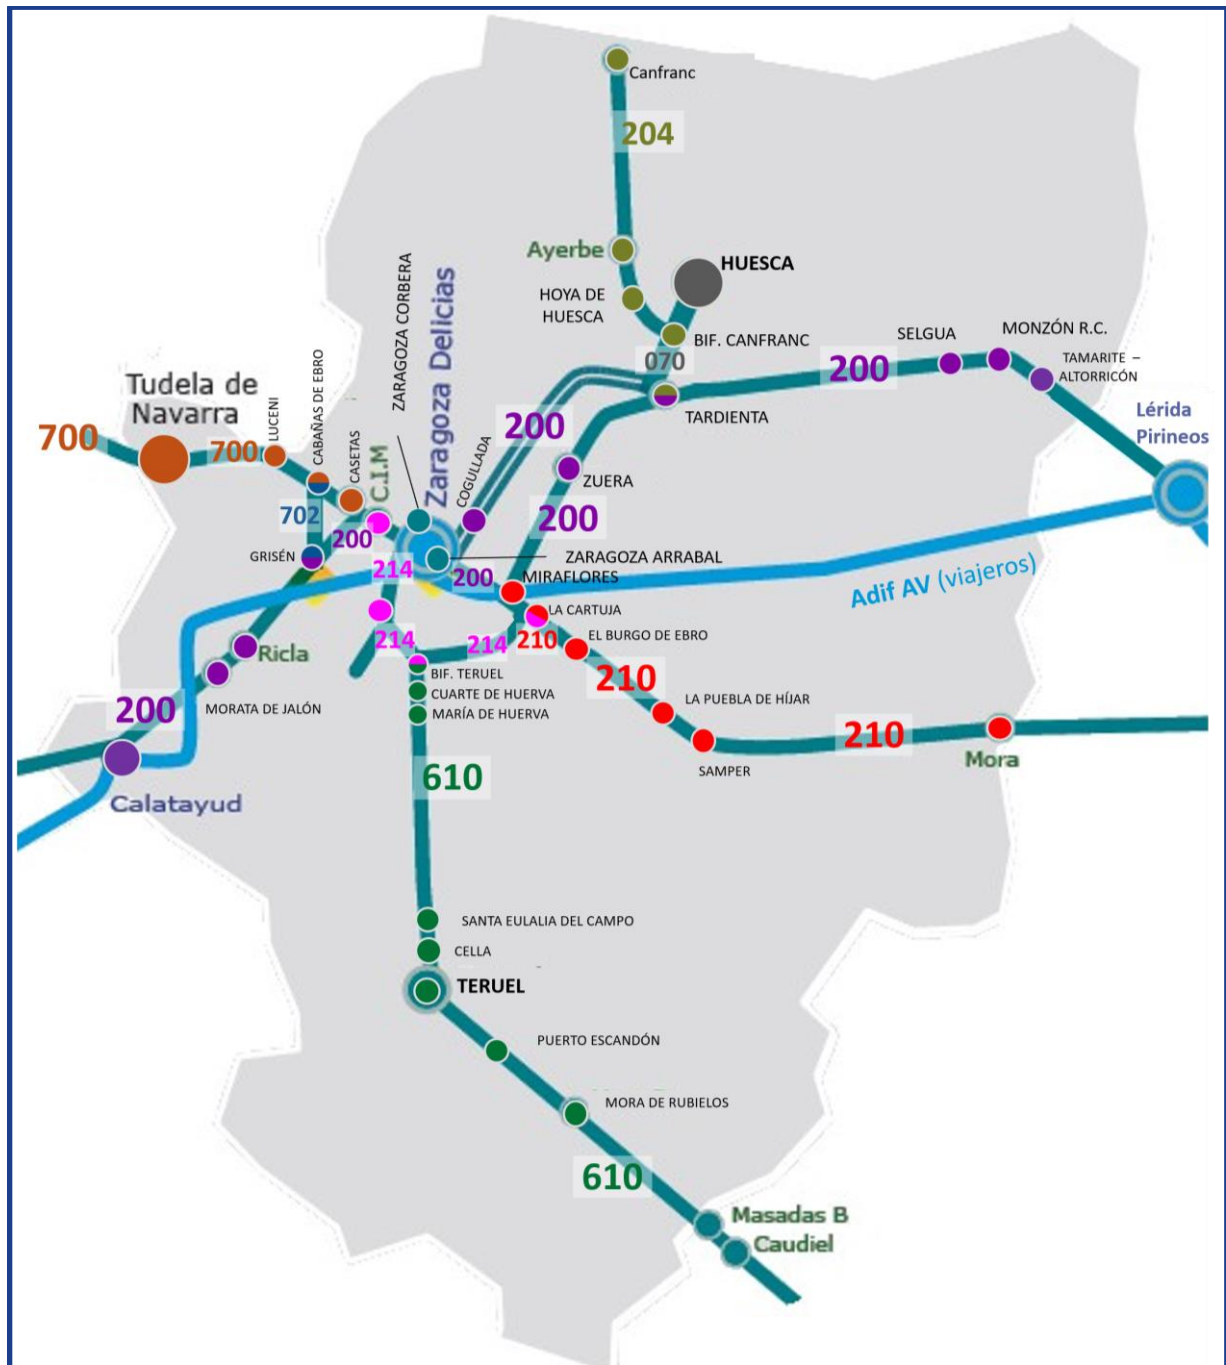 Canfranc
204
Ayerbe
HUESCA
HOYA DE
HUESCA
BIF. CANFRANC
070
ZARAGOZA CORBERA
Zaragoza Delicias
SELGUA
MONZÓN R.C.
TAMARITE –
ALTORRICÓN
200
TARDIENTA
Lérida
Pirineos
Tudela de
Navarra
700
700
LUCENI
CABAÑAS DE EBRO
CASETAS
C.I.M
COGULLADA
200
ZUERA
200
702
200
GRISÉN
214
ZARAGOZA ARRABAL
200
MIRAFLORES
Adif AV (viajeros)
LA CARTUJA
214
214
210
EL BURGO DE EBRO
Ricla
BIF. TERUEL
210
CUARTE DE HUERVA
LA PUEBLA DE HÍJAR
MORATA DE JALÓN
200
MARÍA DE HUERVA
210
Mora
SAMPER
610
Calatayud
SANTA EULALIA DEL CAMPO
CELLA
TERUEL
PUERTO ESCANDÓN
MORA DE RUBIELOS
610
Masadas B
Caudiel